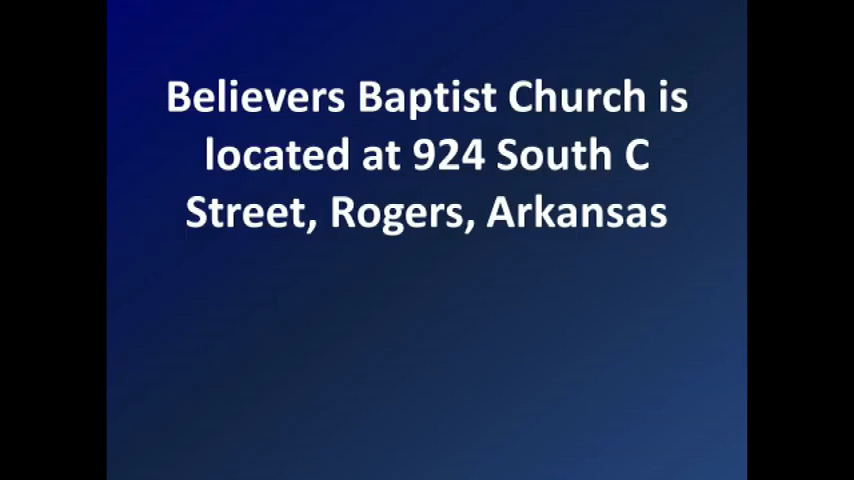 Believers Baptist Church is
located at 924 South C
Street, Rogers, Arkansas